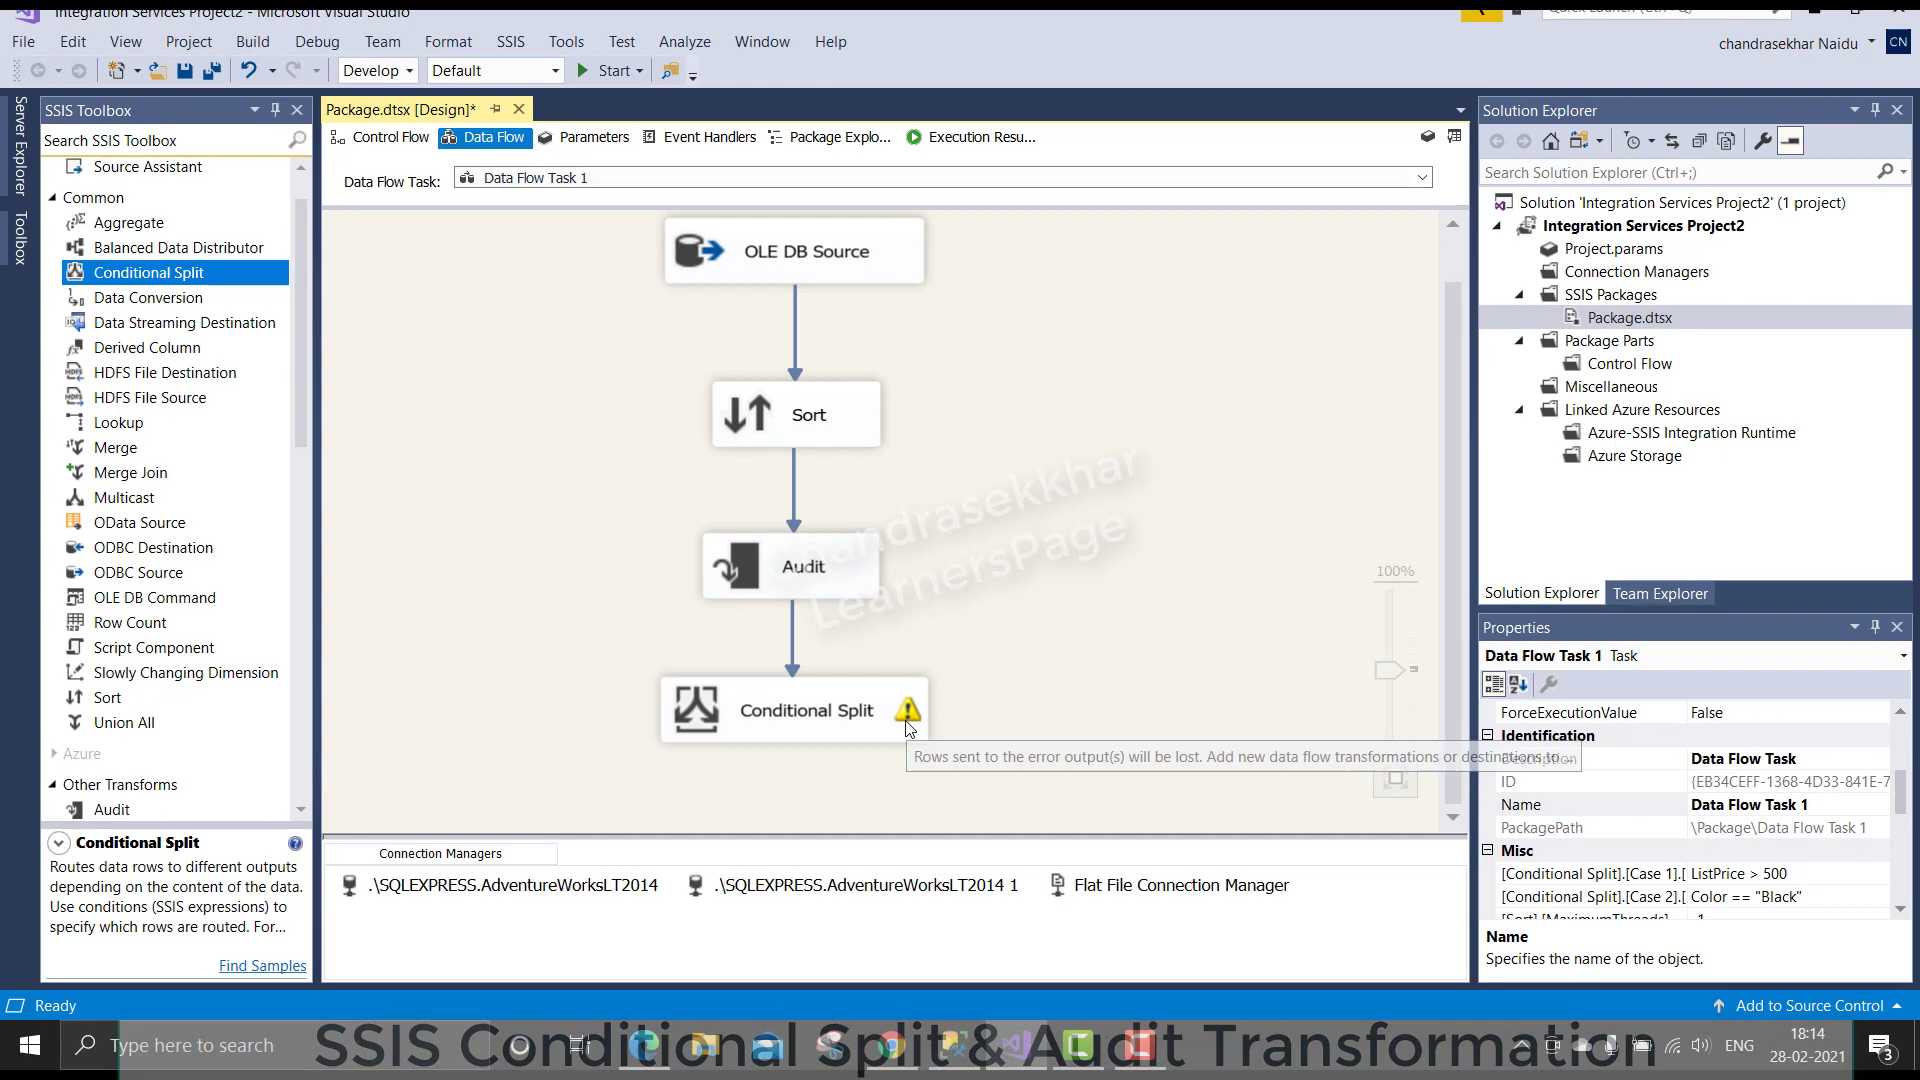 Integration Services Project2 - Microsoft Visual Studio
Quick Launch (Ctrl+Q)
File Edit View Project Build Debug Team Format SSIS Tools Test Analyze Window Help
chandrasekhar Naidu CN
Develop Default Start
Server Explorer
Toolbox
SSIS Toolbox
Search SSIS Toolbox
Source Assistant
Common
Aggregate
Balanced Data Distributor
Conditional Split
Data Conversion
Data Streaming Destination
Derived Column
HDFS File Destination
HDFS File Source
Lookup
Merge
Merge Join
Multicast
OData Source
ODBC Destination
ODBC Source
OLE DB Command
Row Count
Script Component
Slowly Changing Dimension
Sort
Union All
Azure
Other Transforms
Audit
Conditional Split
Routes data rows to different outputs
depending on the content of the data.
Use conditions (SSIS expressions) to
specify which rows are routed. For...
Find Samples
Package.dtsx [Design]*
Control Flow Data Flow Parameters Event Handlers Package Explo... Execution Resu...
Data Flow Task: Data Flow Task 1
OLE DB Source
Sort
Audit
Conditional Split
Rows sent to the error output(s) will be lost. Add new data flow transformations or destinations to ...
chandrasekkhar
LearnersPage
100%
Connection Managers
.\SQLEXPRESS.AdventureWorksLT2014
.\SQLEXPRESS.AdventureWorksLT2014 1
Flat File Connection Manager
Solution Explorer
Search Solution Explorer (Ctrl+;)
Solution 'Integration Services Project2' (1 project)
Integration Services Project2
Project.params
Connection Managers
SSIS Packages
Package.dtsx
Package Parts
Control Flow
Miscellaneous
Linked Azure Resources
Azure-SSIS Integration Runtime
Azure Storage
Solution Explorer Team Explorer
Properties
Data Flow Task 1 Task
ForceExecutionValue False
Identification
Description Data Flow Task
ID {EB34CEFF-1368-4D33-841E-7
Name Data Flow Task 1
PackagePath \Package\Data Flow Task 1
Misc
[Conditional Split].[Case 1].[ ListPrice > 500
[Conditional Split].[Case 2].[ Color == "Black"
[Sort].[MaximumThreads] -1
Name
Specifies the name of the object.
Ready
Add to Source Control
Type here to search
SSIS Conditional Split & Audit Transformation
ENG
18:14
28-02-2021
3